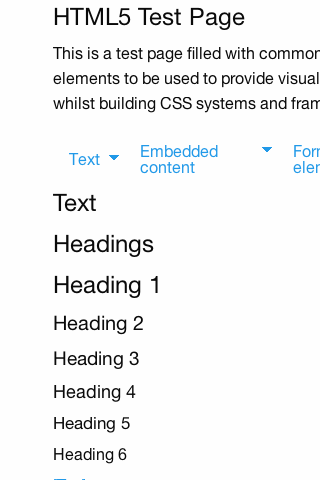 HTML5 Test Page
This is a test page filled with common
elements to be used to provide visual
whilst building CSS systems and
Text
Embedded
content
Text
Headings
Heading 1
Heading 2
Heading 3
Heading 4
Heading 5
Heading 6